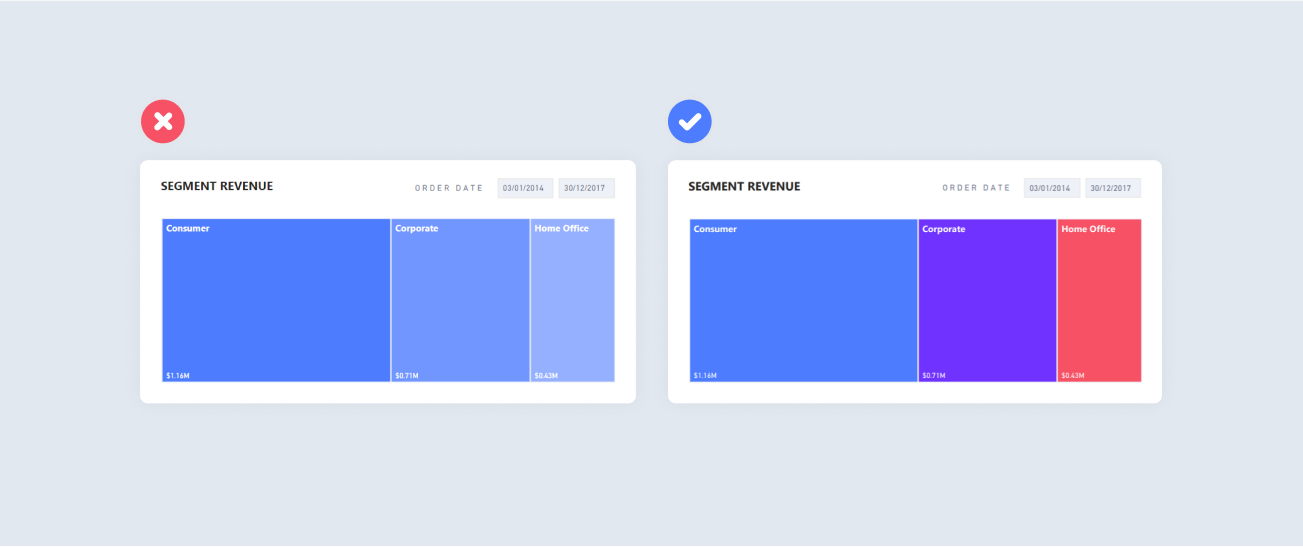 SEGMENT REVENUE ORDER DATE 03/01/2014 30/12/2017
Consumer Corporate Home Office
$1.16M $0.71M $0.43M
SEGMENT REVENUE ORDER DATE 03/01/2014 30/12/2017
Consumer Corporate Home Office
$1.16M $0.71M $0.43M